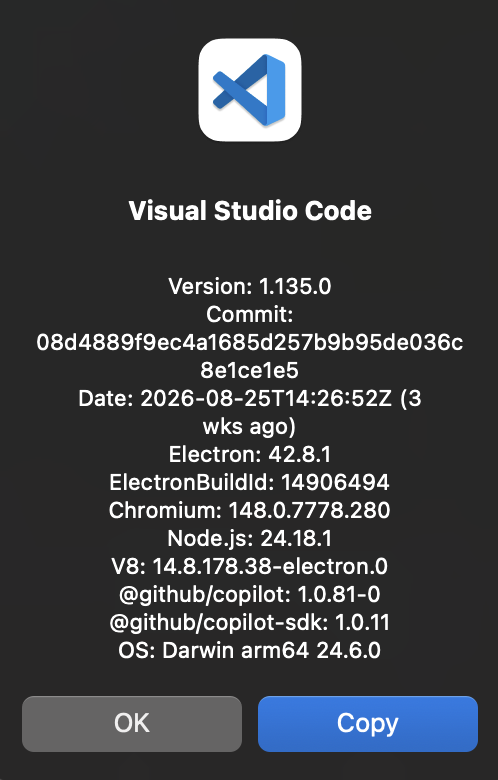 Visual Studio Code
Version: 1.135.0
Commit:
08d4889f9ec4a1685d257b9b95de036c
8e1ce1e5
Date: 2026-08-25T14:26:52Z (3
wks ago)
Electron: 42.8.1
ElectronBuildId: 14906494
Chromium: 148.0.7778.280
Node.js: 24.18.1
V8: 14.8.178.38-electron.0
@github/copilot: 1.0.81-0
@github/copilot-sdk: 1.0.11
OS: Darwin arm64 24.6.0
OK
Copy